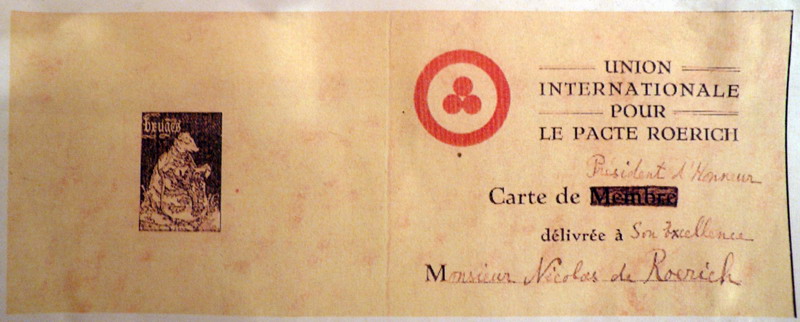 bruges
UNION
INTERNATIONALE
POUR
LE PACTE ROERICH
Président d'Honneur
Carte de Membre
délivrée à Son Excellence
Monsieur Nicolas de Roerich